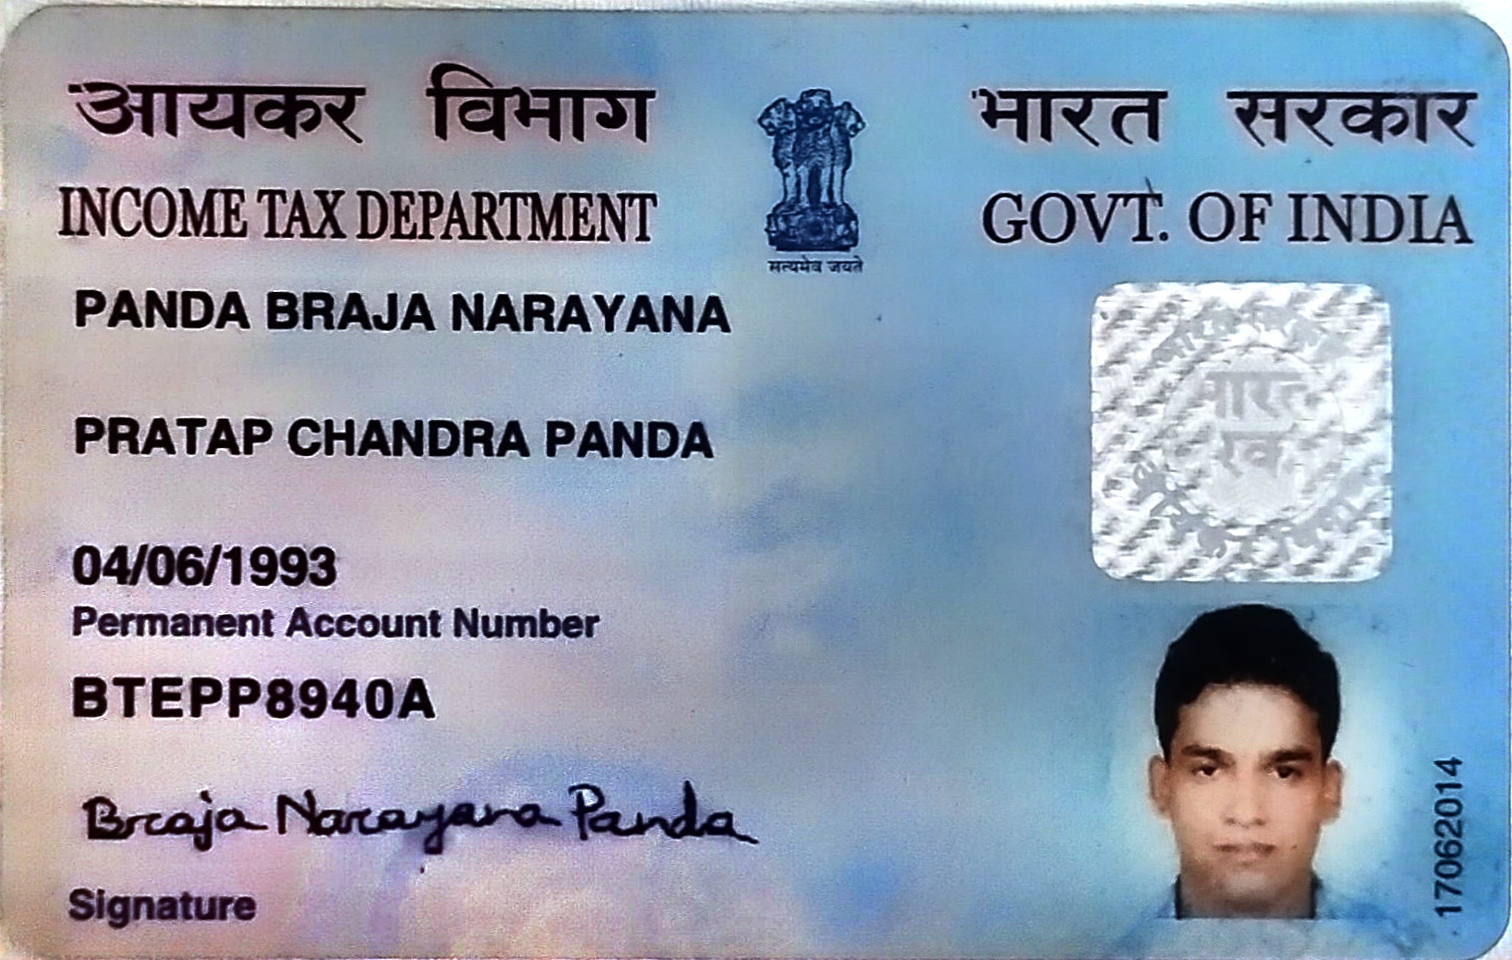 आयकर विभाग
भारत सरकार
INCOME TAX DEPARTMENT
GOVT. OF INDIA
सत्यमेव जयते
PANDA BRAJA NARAYANA
PRATAP CHANDRA PANDA
04/06/1993
Permanent Account Number
BTEPP8940A
Braja Narayana Panda
Signature
भारत
17062014